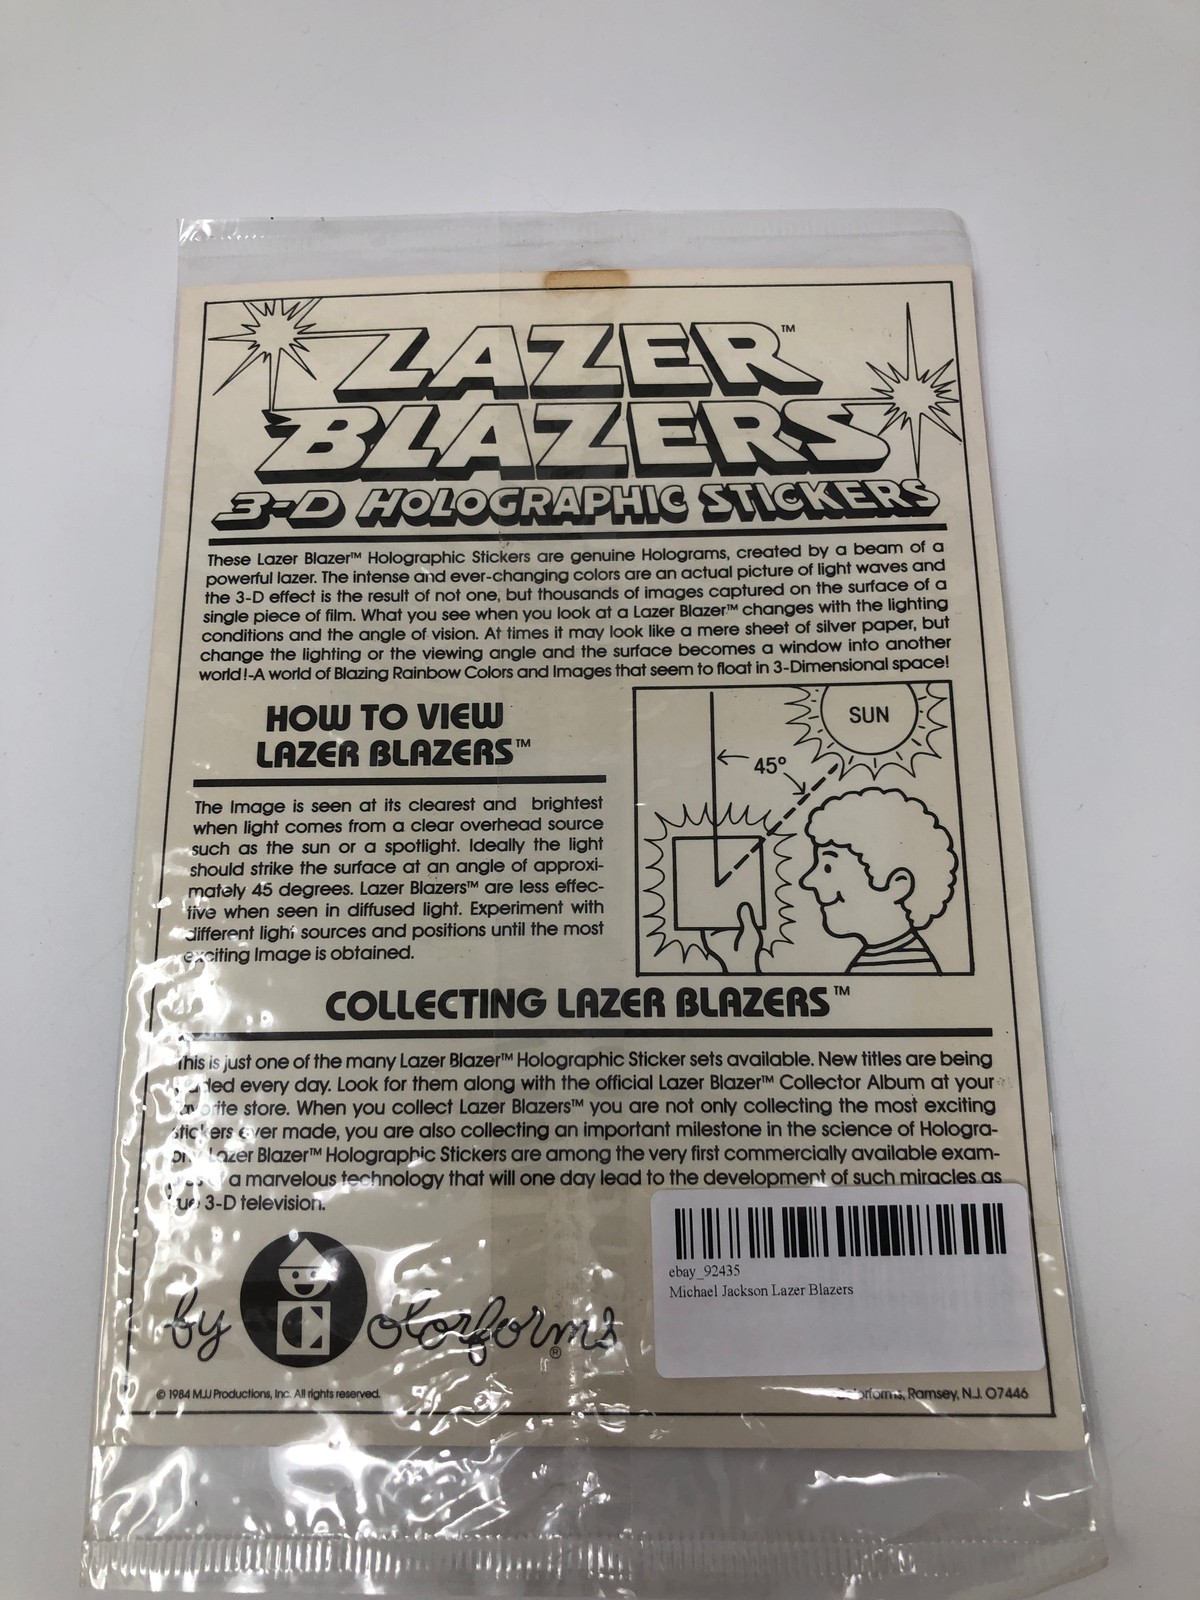 LAZER™
BLAZERS
3-D HOLOGRAPHIC STICKERS
These Lazer Blazer™ Holographic Stickers are genuine Holograms, created by a beam of a
powerful lazer. The intense and ever-changing colors are an actual picture of light waves and
the 3-D effect is the result of not one, but thousands of images captured on the surface of a
single piece of film. What you see when you look at a Lazer Blazer™ changes with the lighting
conditions and the angle of vision. At times it may look like a mere sheet of silver paper, but
change the lighting or the viewing angle and the surface becomes a window into another
world!-A world of Blazing Rainbow Colors and Images that seem to float in 3-Dimensional space!
HOW TO VIEW
LAZER BLAZERS™
The Image is seen at its clearest and brightest
when light comes from a clear overhead source
such as the sun or a spotlight. Ideally the light
should strike the surface at an angle of approxi-
mately 45 degrees. Lazer Blazers™ are less effec-
tive when seen in diffused light. Experiment with
different light sources and positions until the most
exciting Image is obtained.
SUN
45°
COLLECTING LAZER BLAZERS™
This is just one of the many Lazer Blazer™ Holographic Sticker sets available. New titles are being
every day. Look for them along with the official Lazer Blazer™ Collector Album at your
favorite store. When you collect Lazer Blazers™ you are not only collecting the most exciting
stickers ever made, you are also collecting an important milestone in the science of Hologra-
phy. Lazer Blazer™ Holographic Stickers are among the very first commercially available exam-
a marvelous technology that will one day lead to the development of such miracles as
true 3-D television.
by Colorforms®
© 1984 MJJ Productions, Inc. All rights reserved.
Colorforms, Ramsey, N.J. 07446
ebay_92435
Michael Jackson Lazer Blazers